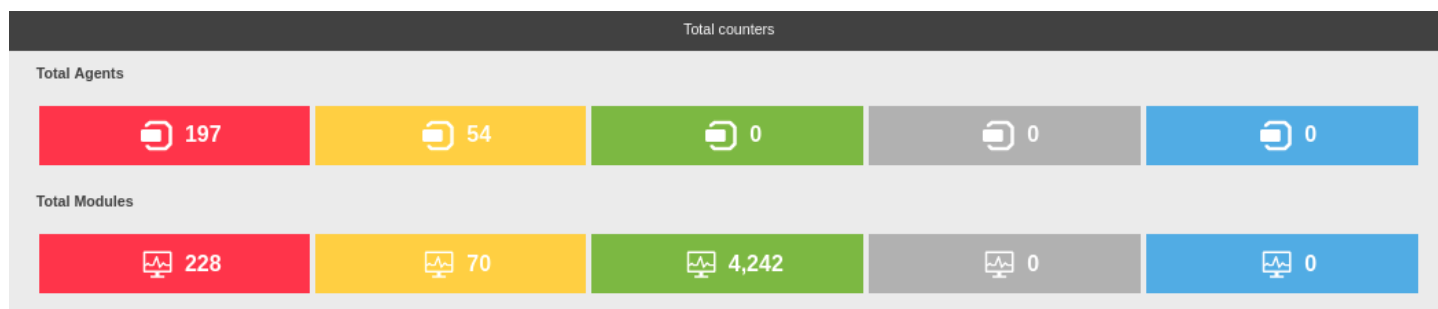 Total counters
Total Agents
197 54 0 0 0
Total Modules
228 70 4,242 0 0